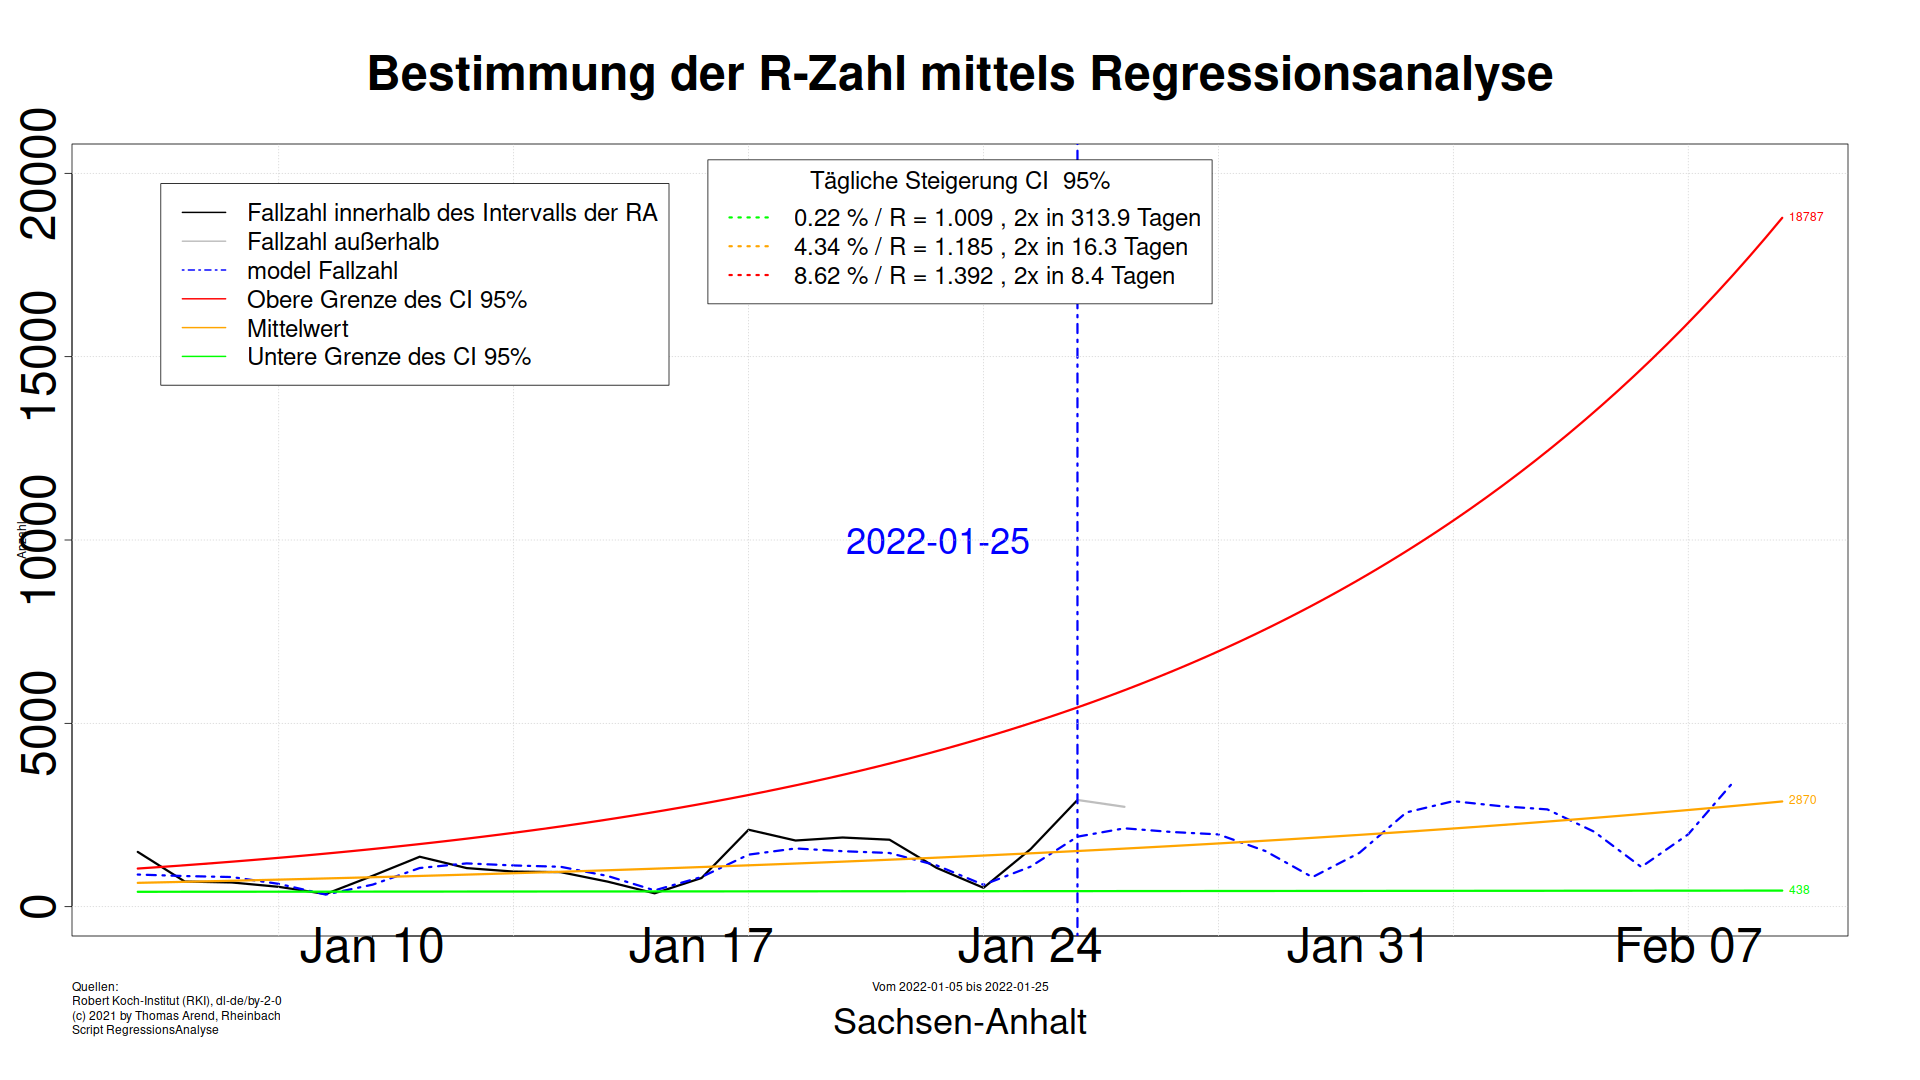 Bestimmung der R-Zahl mittels Regressionsanalyse
20000
15000
10000
5000
0
Anzahl
Fallzahl innerhalb des Intervalls der RA
Fallzahl außerhalb
model Fallzahl
Obere Grenze des CI 95%
Mittelwert
Untere Grenze des CI 95%
Tägliche Steigerung CI  95%
0.22 % / R = 1.009 , 2x in 313.9 Tagen
4.34 % / R = 1.185 , 2x in 16.3 Tagen
8.62 % / R = 1.392 , 2x in 8.4 Tagen
18787
2022-01-25
2870
438
Jan 10
Jan 17
Jan 24
Jan 31
Feb 07
Quellen:
Robert Koch-Institut (RKI), dl-de/by-2-0
(c) 2021 by Thomas Arend, Rheinbach
Script RegressionsAnalyse
Vom 2022-01-05 bis 2022-01-25
Sachsen-Anhalt